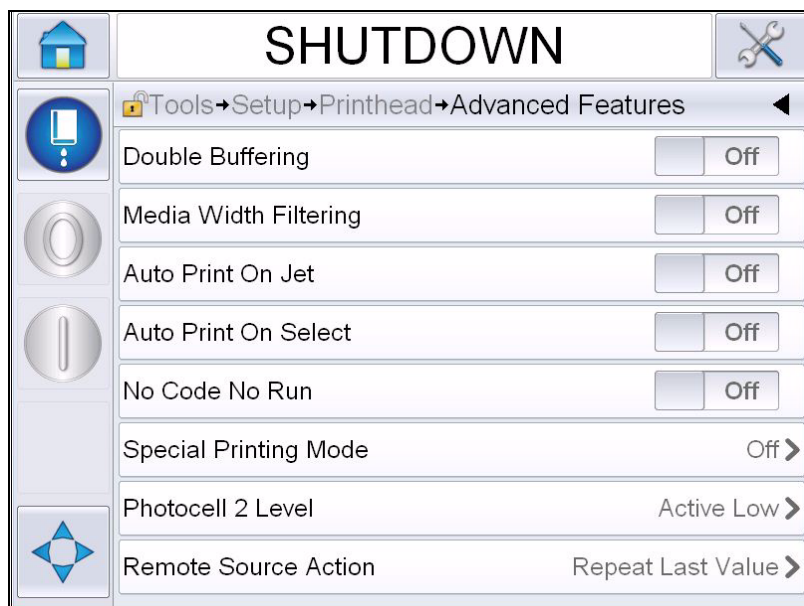 SHUTDOWN
Tools→Setup→Printhead→Advanced Features
Double Buffering Off
Media Width Filtering Off
Auto Print On Jet Off
Auto Print On Select Off
No Code No Run Off
Special Printing Mode Off
Photocell 2 Level Active Low
Remote Source Action Repeat Last Value